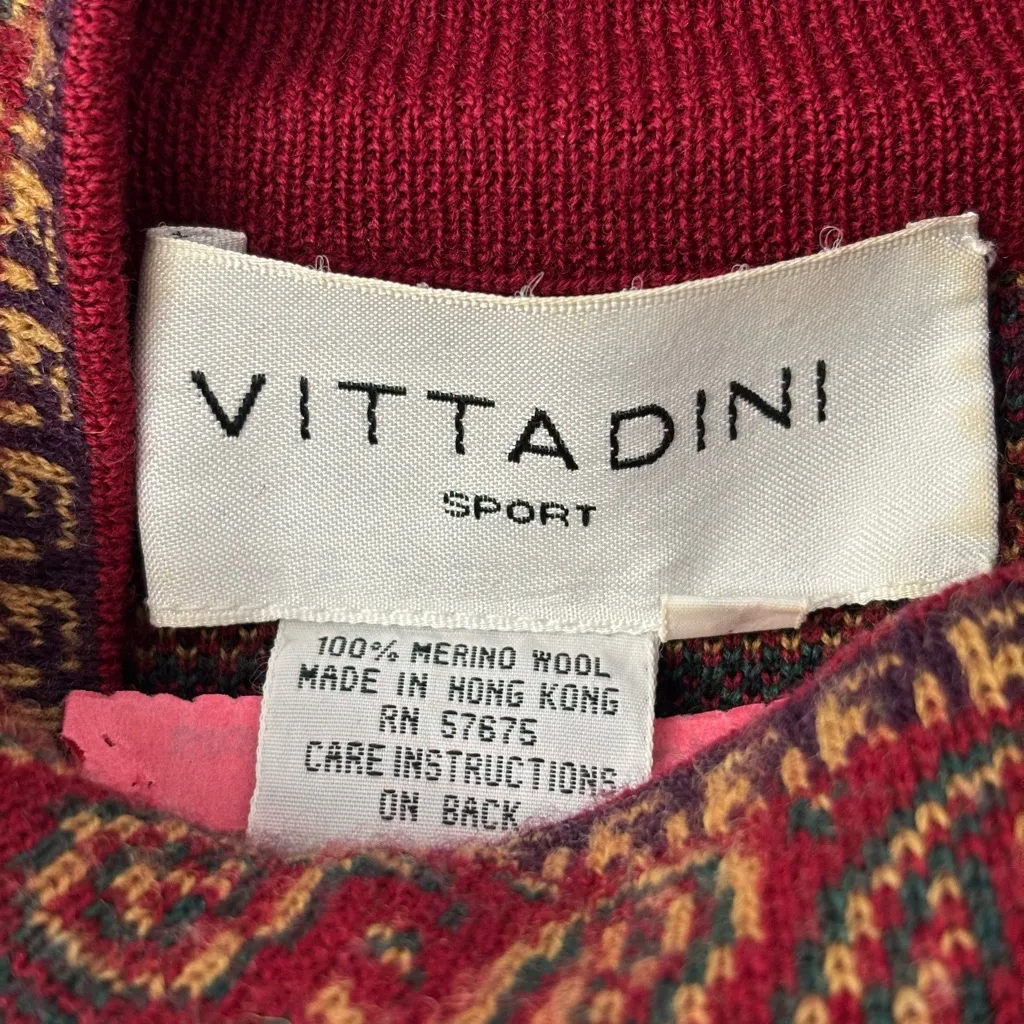 VITTADINI
SPORT
100% MERINO WOOL
MADE IN HONG KONG
RN 57675
CARE INSTRUCTIONS
ON BACK